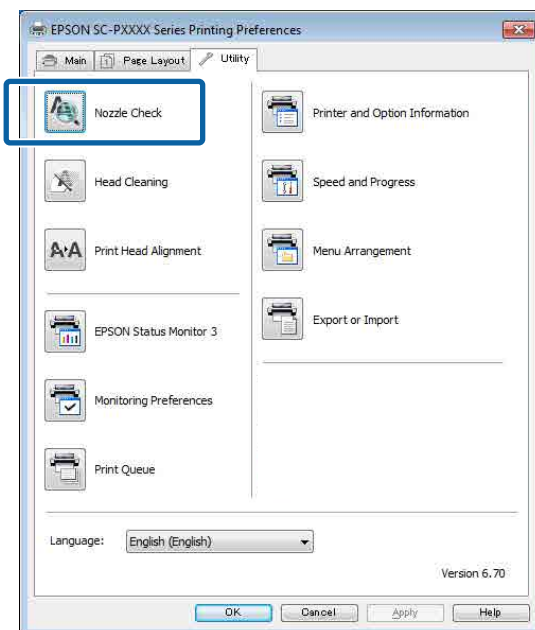 EPSON SC-PXXXX Series Printing Preferences
Main
Page Layout
Utility
Nozzle Check
Printer and Option Information
Head Cleaning
Speed and Progress
Print Head Alignment
Menu Arrangement
EPSON Status Monitor 3
Export or Import
Monitoring Preferences
Print Queue
Language: English (English)
Version 6.70
OK Cancel Apply Help